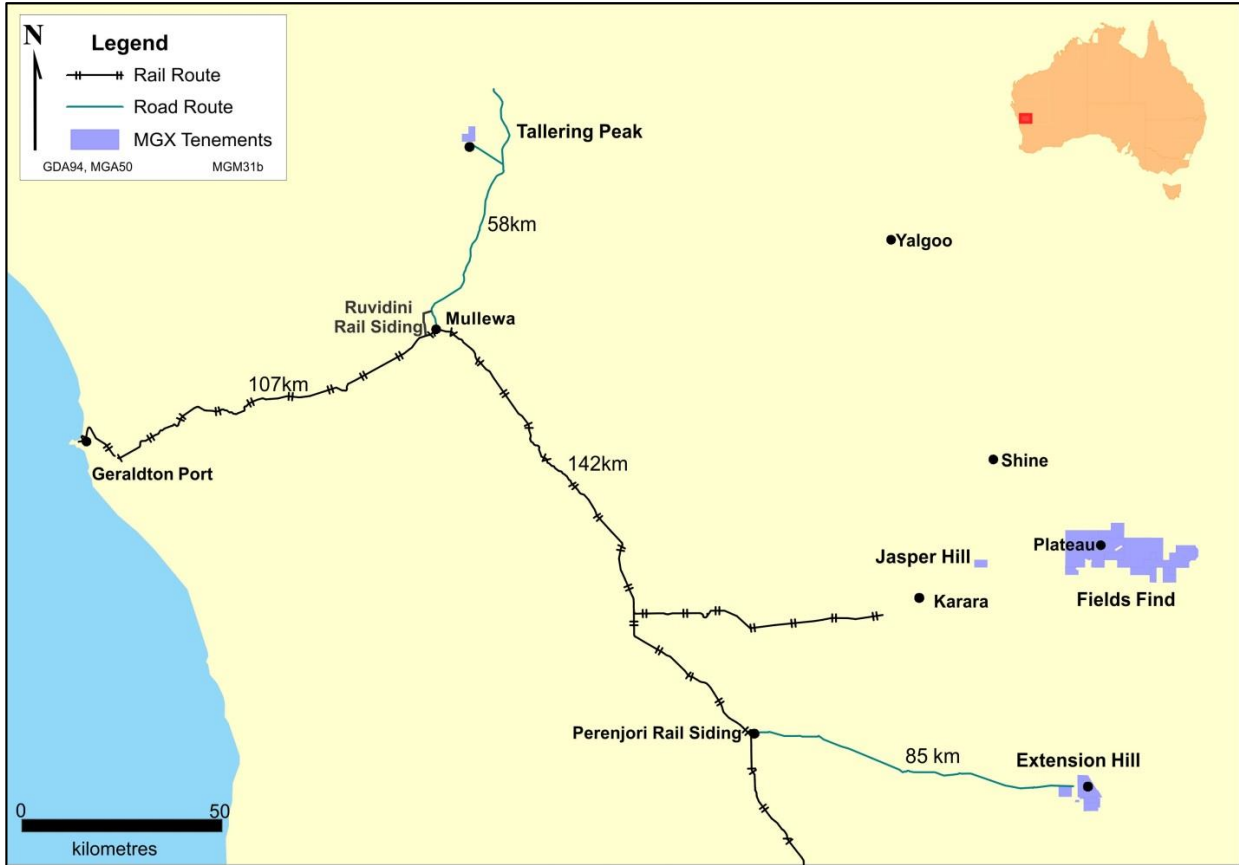 N
Legend
Rail Route
Road Route
MGX Tenements
GDA94, MGA50 MGM31b
Tallering Peak
58km
Yalgoo
Ruvidini
Rail Siding
Mullewa
107km
Geraldton Port
142km
Shine
Plateau
Jasper Hill
Karara
Fields Find
Perenjori Rail Siding
85 km
Extension Hill
0 50
kilometres